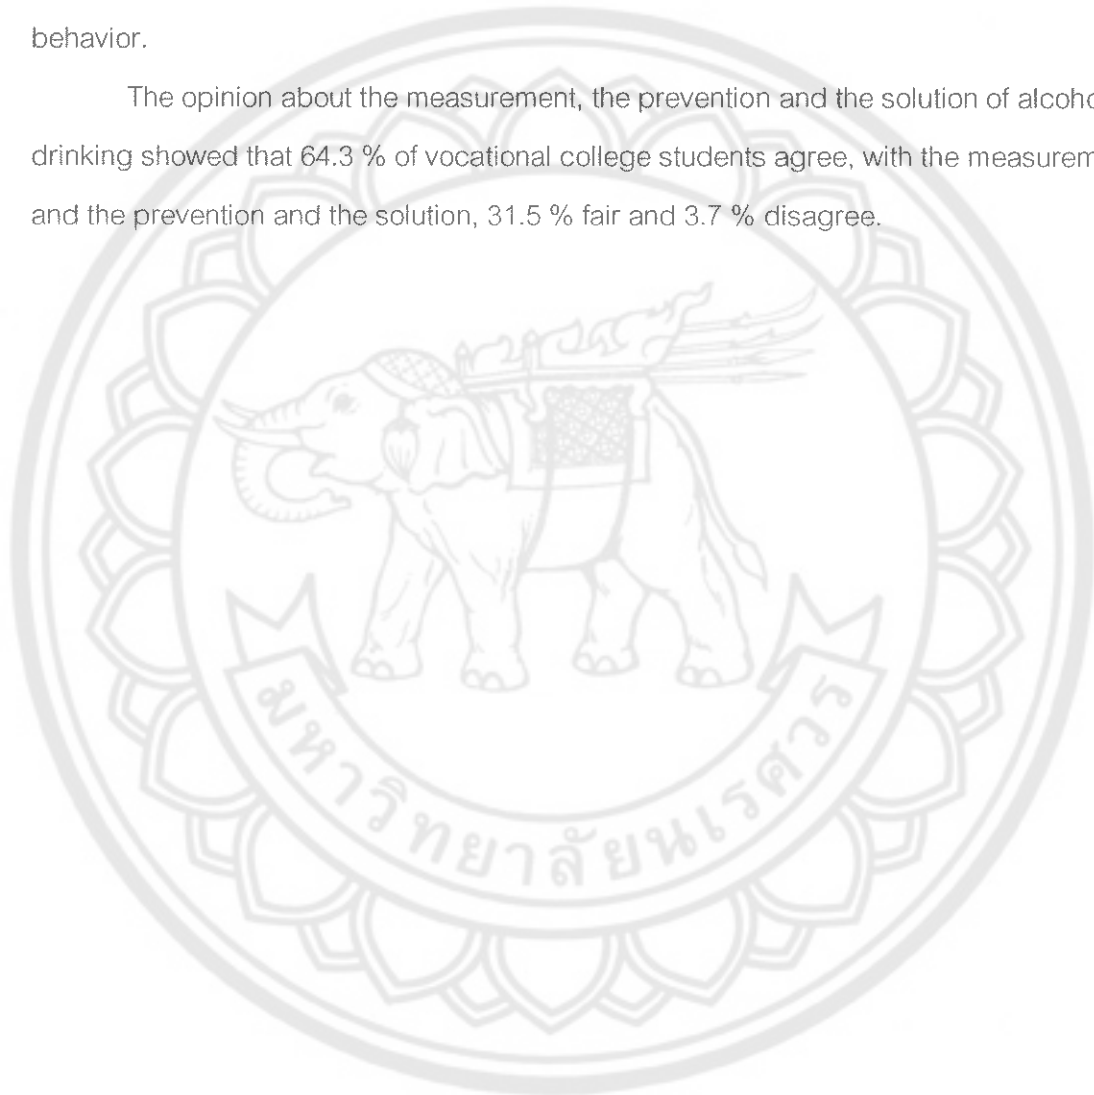 behavior.
The opinion about the measurement, the prevention and the solution of alcoho
drinking showed that 64.3 % of vocational college students agree, with the measurem
and the prevention and the solution, 31.5 % fair and 3.7 % disagree.
มหาวิทยาลัยนเรศวร